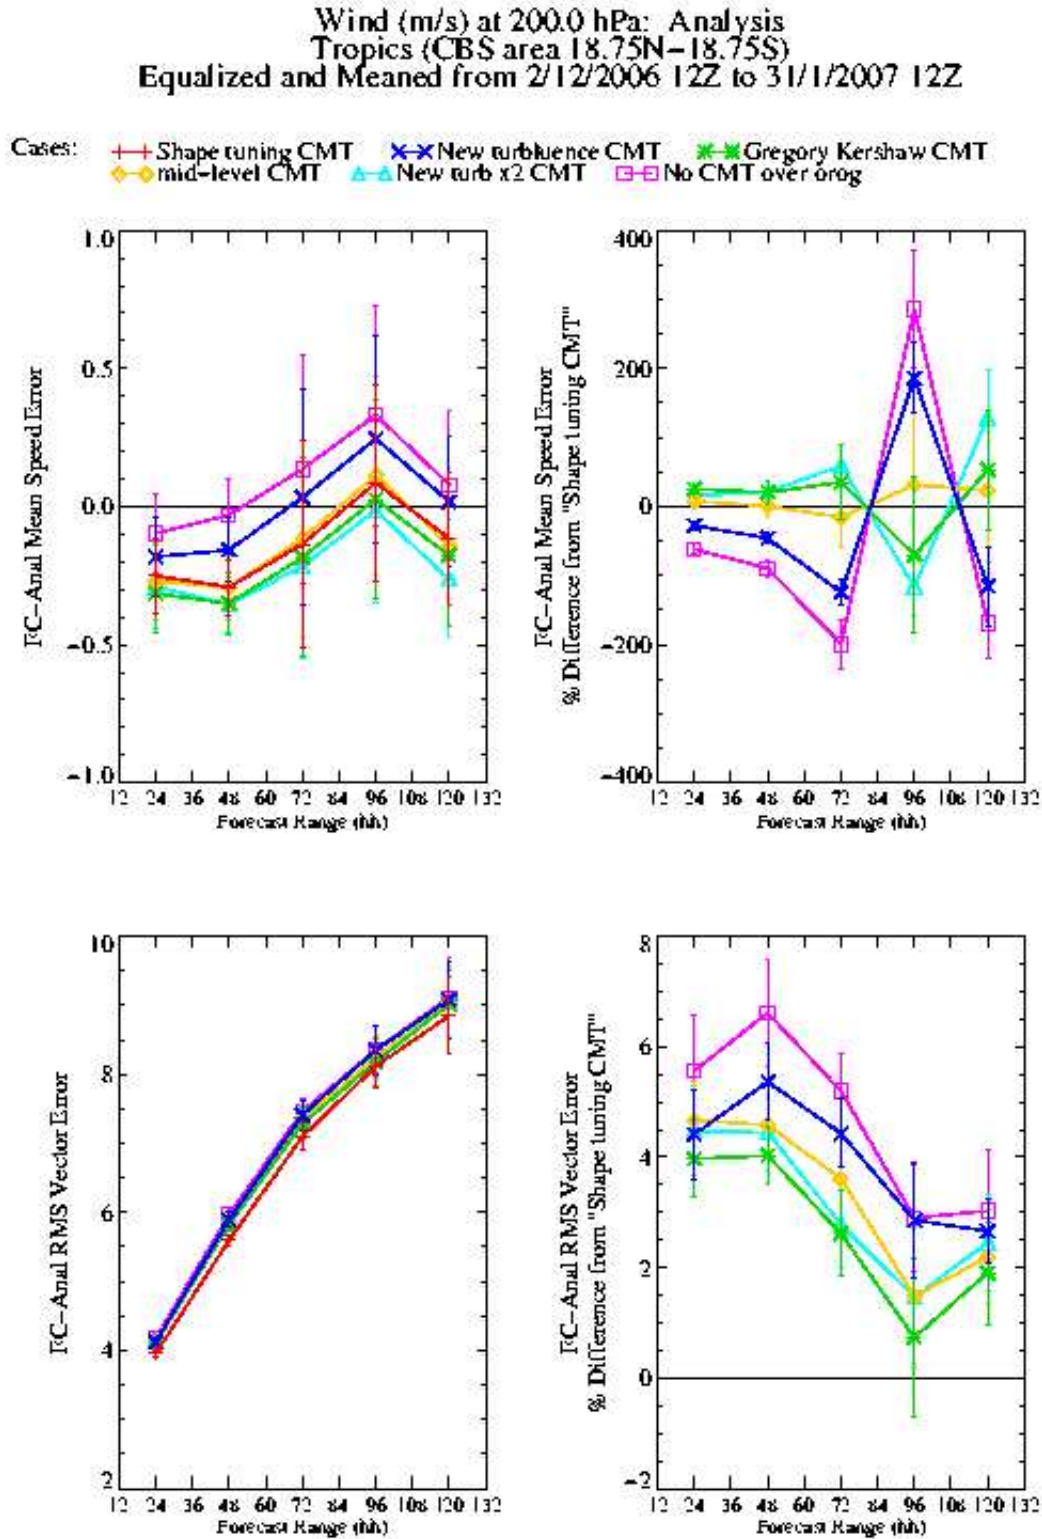 Wind (m/s) at 200.0 hPa: Analysis
Tropics (CBS area 18.75N−18.75S)
Equalized and Meaned from 2/12/2006 12Z to 31/1/2007 12Z
Cases: Shape tuning CMT New turbluence CMT Gregory Kershaw CMT
mid−level CMT New turb x2 CMT No CMT over orog
FC−Anal Mean Speed Error
1.0
0.5
0.0
−0.5
−1.0
12 24 36 48 60 72 84 96 108 120 132
Forecast Range (hh)
FC−Anal Mean Speed Error
% Difference from "Shape tuning CMT"
400
200
0
−200
−400
12 24 36 48 60 72 84 96 108 120 132
Forecast Range (hh)
FC−Anal RMS Vector Error
10
8
6
4
2
12 24 36 48 60 72 84 96 108 120 132
Forecast Range (hh)
FC−Anal RMS Vector Error
% Difference from "Shape tuning CMT"
8
6
4
2
0
−2
12 24 36 48 60 72 84 96 108 120 132
Forecast Range (hh)